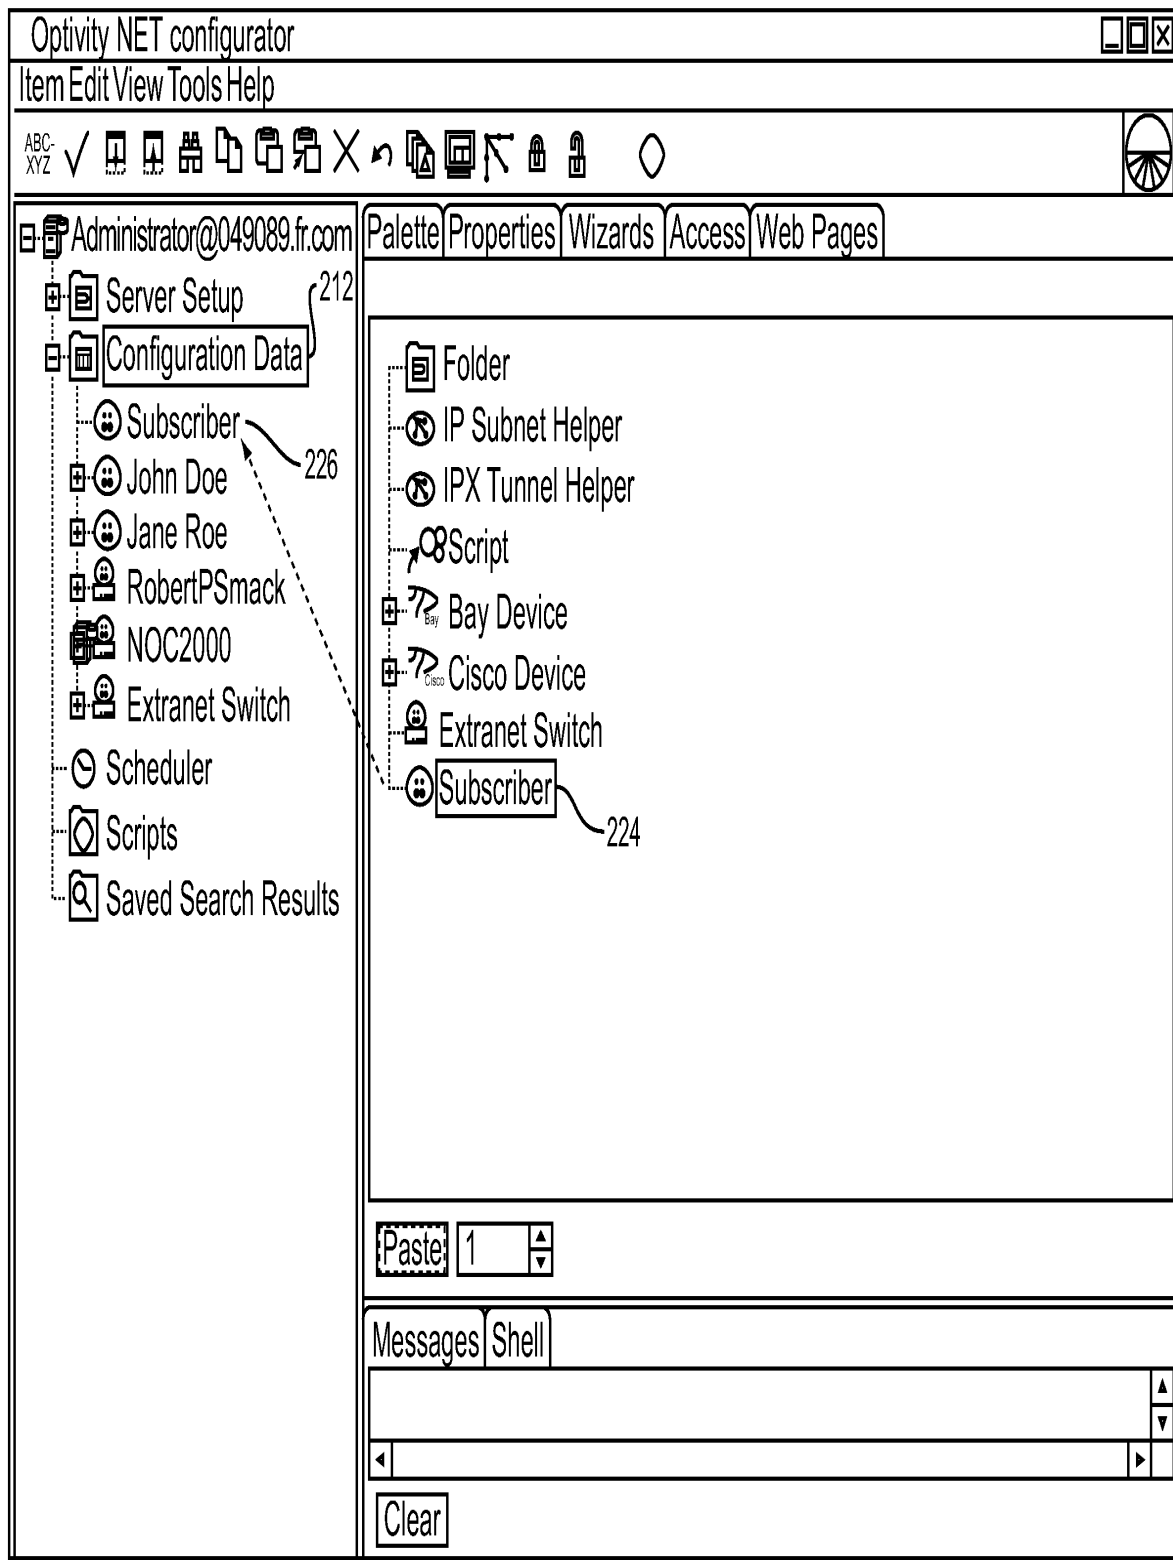 Optivity NET configurator
Item Edit View Tools Help
ABC-
XYZ
Administrator@049089.fr.com
Server Setup
212
Configuration Data
Subscriber
226
John Doe
Jane Roe
RobertPSmack
NOC2000
Extranet Switch
Scheduler
Scripts
Saved Search Results
Palette Properties Wizards Access Web Pages
Folder
IP Subnet Helper
IPX Tunnel Helper
Script
Bay Device
Bay
Cisco Device
Cisco
Extranet Switch
Subscriber
224
Paste 1
Messages Shell
Clear